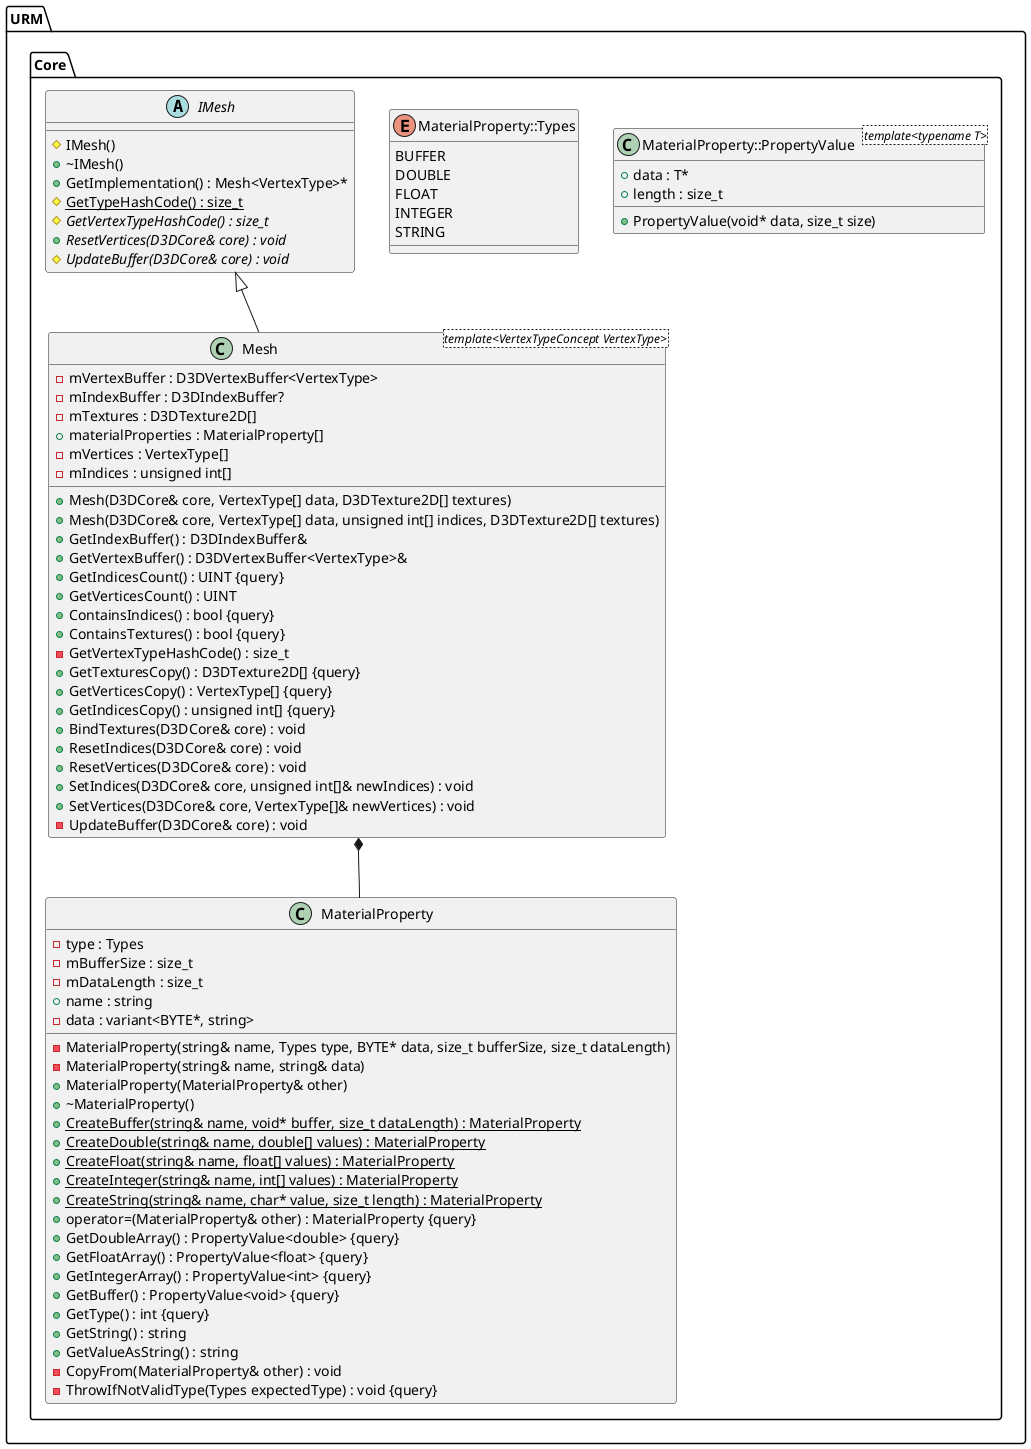 URM
Core
A IMesh
IMesh()
~IMesh()
GetImplementation() : Mesh<VertexType>*
GetTypeHashCode() : size_t
GetVertexTypeHashCode() : size_t
ResetVertices(D3DCore& core) : void
UpdateBuffer(D3DCore& core) : void
E MaterialProperty::Types
BUFFER
DOUBLE
FLOAT
INTEGER
STRING
C MaterialProperty::PropertyValue template<typename T>
data : T*
length : size_t
PropertyValue(void* data, size_t size)
C Mesh template<VertexTypeConcept VertexType>
mVertexBuffer : D3DVertexBuffer<VertexType>
mIndexBuffer : D3DIndexBuffer?
mTextures : D3DTexture2D[]
materialProperties : MaterialProperty[]
mVertices : VertexType[]
mIndices : unsigned int[]
Mesh(D3DCore& core, VertexType[] data, D3DTexture2D[] textures)
Mesh(D3DCore& core, VertexType[] data, unsigned int[] indices, D3DTexture2D[] textures)
GetIndexBuffer() : D3DIndexBuffer&
GetVertexBuffer() : D3DVertexBuffer<VertexType>&
GetIndicesCount() : UINT {query}
GetVerticesCount() : UINT
ContainsIndices() : bool {query}
ContainsTextures() : bool {query}
GetVertexTypeHashCode() : size_t
GetTexturesCopy() : D3DTexture2D[] {query}
GetVerticesCopy() : VertexType[] {query}
GetIndicesCopy() : unsigned int[] {query}
BindTextures(D3DCore& core) : void
ResetIndices(D3DCore& core) : void
ResetVertices(D3DCore& core) : void
SetIndices(D3DCore& core, unsigned int[]& newIndices) : void
SetVertices(D3DCore& core, VertexType[]& newVertices) : void
UpdateBuffer(D3DCore& core) : void
C MaterialProperty
type : Types
mBufferSize : size_t
mDataLength : size_t
name : string
data : variant<BYTE*, string>
MaterialProperty(string& name, Types type, BYTE* data, size_t bufferSize, size_t dataLength)
MaterialProperty(string& name, string& data)
MaterialProperty(MaterialProperty& other)
~MaterialProperty()
CreateBuffer(string& name, void* buffer, size_t dataLength) : MaterialProperty
CreateDouble(string& name, double[] values) : MaterialProperty
CreateFloat(string& name, float[] values) : MaterialProperty
CreateInteger(string& name, int[] values) : MaterialProperty
CreateString(string& name, char* value, size_t length) : MaterialProperty
operator=(MaterialProperty& other) : MaterialProperty {query}
GetDoubleArray() : PropertyValue<double> {query}
GetFloatArray() : PropertyValue<float> {query}
GetIntegerArray() : PropertyValue<int> {query}
GetBuffer() : PropertyValue<void> {query}
GetType() : int {query}
GetString() : string
GetValueAsString() : string
CopyFrom(MaterialProperty& other) : void
ThrowIfNotValidType(Types expectedType) : void {query}